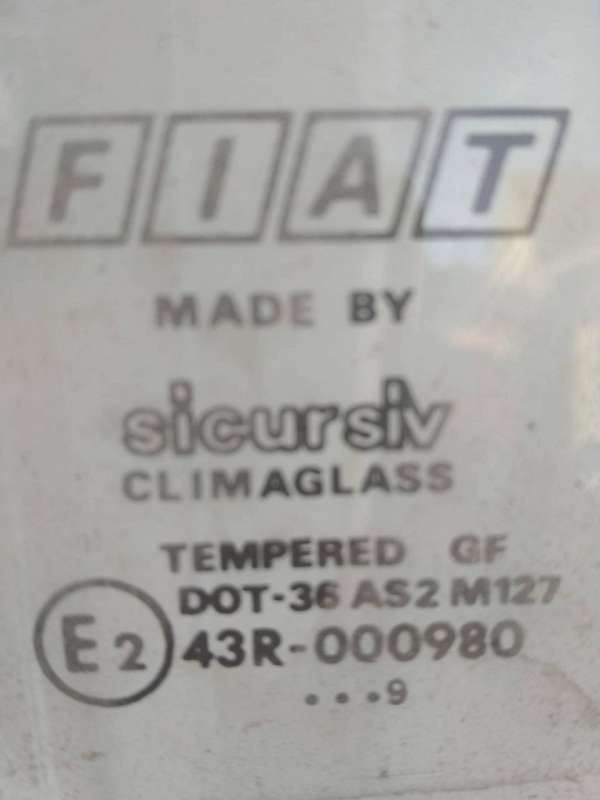 FIAT
MADE BY
sicursiv
CLIMAGLASS
TEMPERED GF
DOT-36 AS2 M127
E2 43R-000980
...9